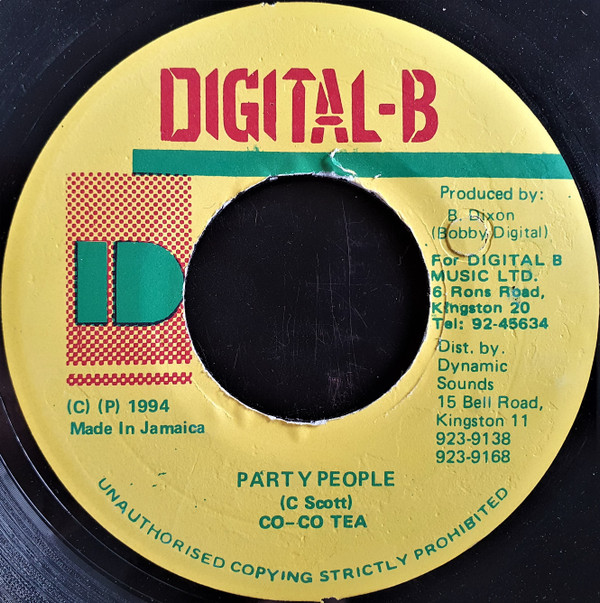 DIGITAL-B
Produced by:
B. Dixon
(Bobby Digital)
For DIGITAL B
MUSIC LTD.
6 Rons Road,
Kingston 20
Tel: 92-45634
Dist. by.
Dynamic
Sounds
15 Bell Road,
Kingston 11
923-9138
923-9168
D
(C) (P) 1994
Made In Jamaica
PARTY PEOPLE
(C Scott)
CO-CO TEA
UNAUTHORISED COPYING STRICTLY PROHIBITED